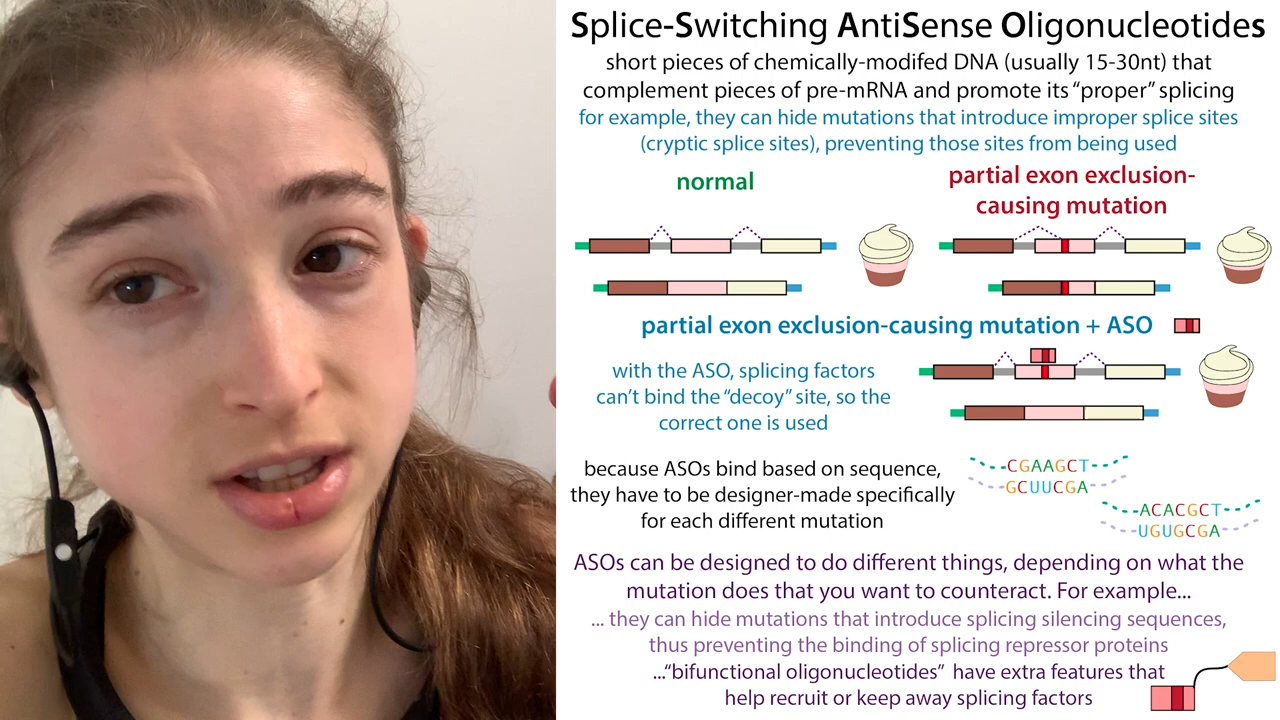 Splice-Switching AntiSense Oligonucleotides
short pieces of chemically-modifed DNA (usually 15-30nt) that
complement pieces of pre-mRNA and promote its “proper” splicing
for example, they can hide mutations that introduce improper splice sites
(cryptic splice sites), preventing those sites from being used
normal
partial exon exclusion-
causing mutation
partial exon exclusion-causing mutation + ASO
with the ASO, splicing factors
can’t bind the “decoy” site, so the
correct one is used
because ASOs bind based on sequence,
they have to be designer-made specifically
for each different mutation
CGAAGCT
GCUUCGA
ACACGCT
UGUGCGA
ASOs can be designed to do different things, depending on what the
mutation does that you want to counteract. For example...
... they can hide mutations that introduce splicing silencing sequences,
thus preventing the binding of splicing repressor proteins
...“bifunctional oligonucleotides” have extra features that
help recruit or keep away splicing factors